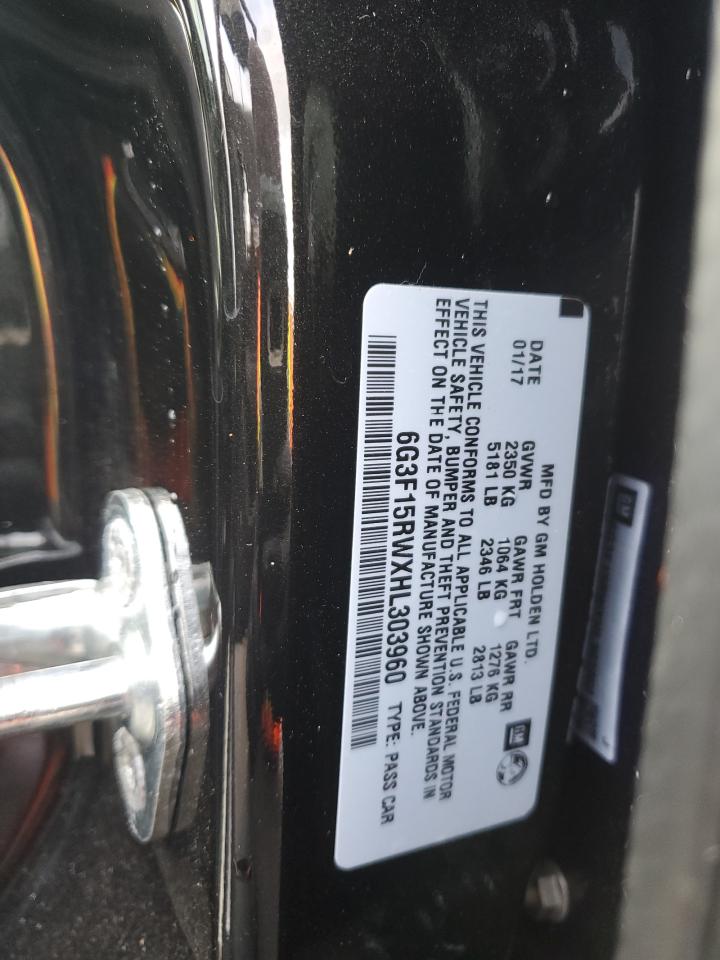 MFD BY GM HOLDEN LTD.
DATE GVWR GAWR FRT GAWR RR
01/17 2350 KG 1064 KG 1276 KG
5181 LB 2346 LB 2813 LB
GM
THIS VEHICLE CONFORMS TO ALL APPLICABLE U.S. FEDERAL MOTOR
VEHICLE SAFETY, BUMPER AND THEFT PREVENTION STANDARDS IN
EFFECT ON THE DATE OF MANUFACTURE SHOWN ABOVE.
6G3F15RWXHL303960 TYPE: PASS CAR
GM